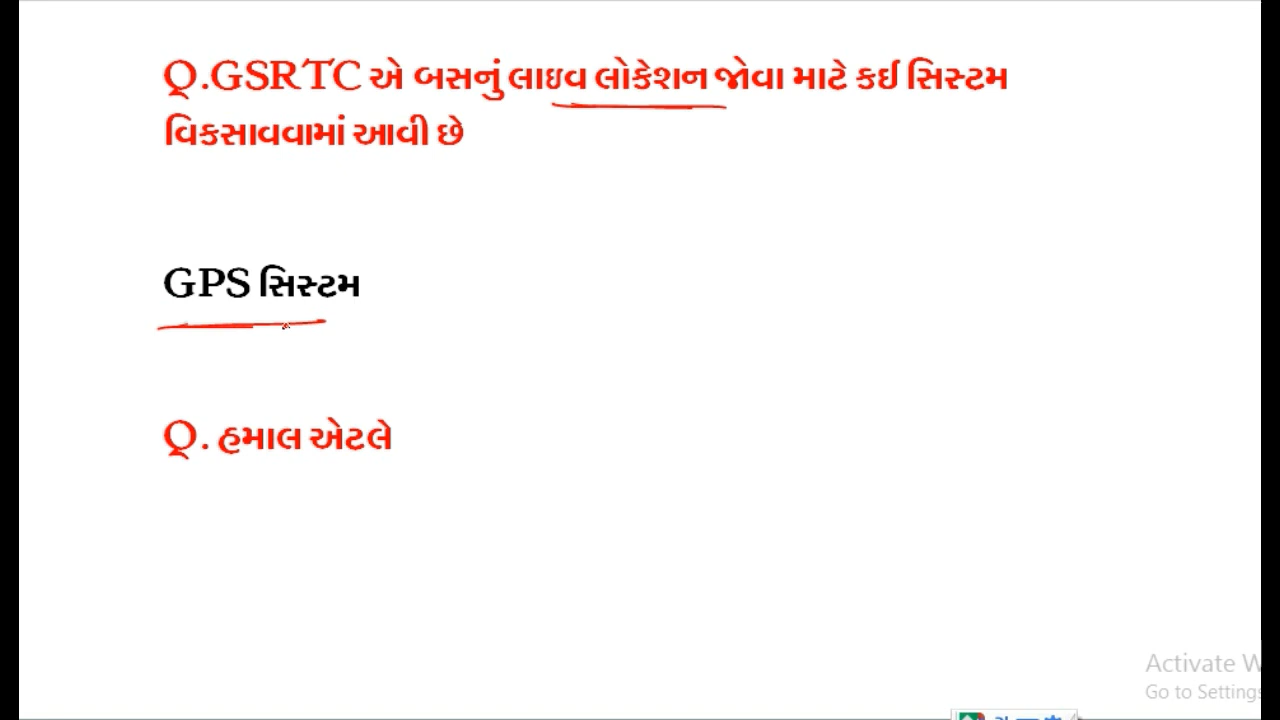 Q.GSRTC એ બસનું લાઇવ લોકેશન જોવા માટે કઈ સિસ્ટમ
વિકસાવવામાં આવી છે
GPS સિસ્ટમ
Q. હમાલ એટલે
Activate W
Go to Settings